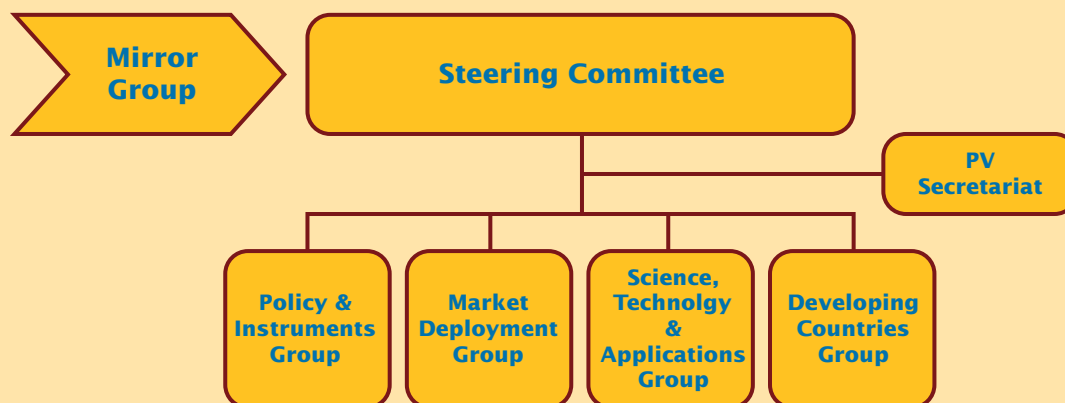 Mirror
Group
Steering Committee
PV
Secretariat
Policy &
Instruments
Group
Market
Deployment
Group
Science,
Technolgy
&
Applications
Group
Developing
Countries
Group